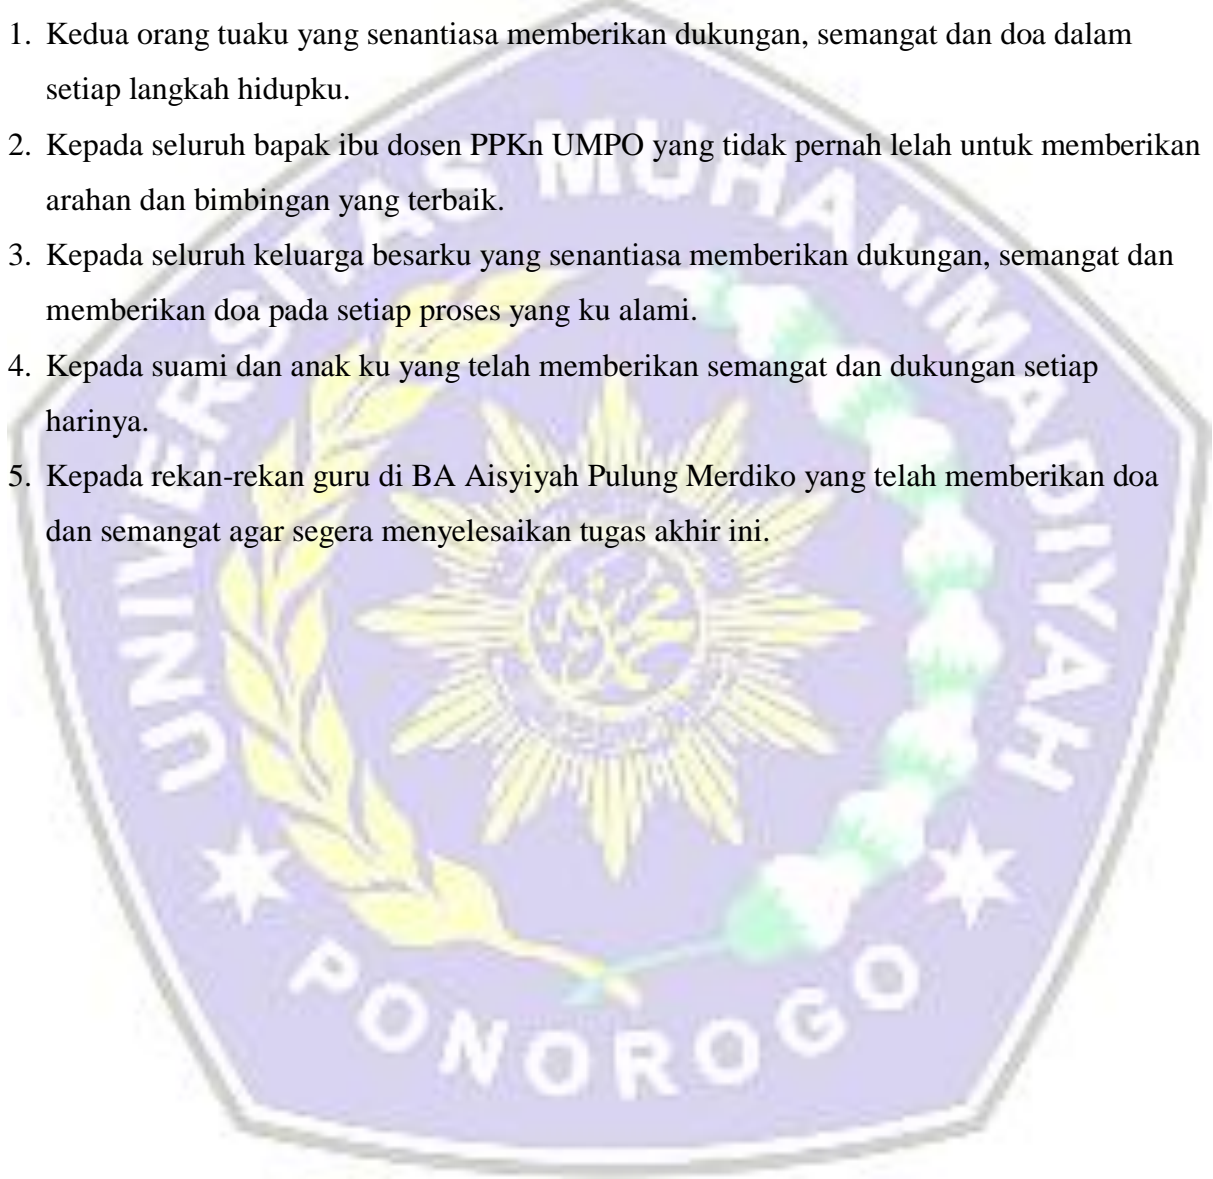 1. Kedua orang tuaku yang senantiasa memberikan dukungan, semangat dan doa dalam
setiap langkah hidupku.
2. Kepada seluruh bapak ibu dosen PPKn UMPO yang tidak pernah lelah untuk memberikan
arahan dan bimbingan yang terbaik.
3. Kepada seluruh keluarga besarku yang senantiasa memberikan dukungan, semangat dan
memberikan doa pada setiap proses yang ku alami.
4. Kepada suami dan anak ku yang telah memberikan semangat dan dukungan setiap
harinya.
5. Kepada rekan-rekan guru di BA Aisyiyah Pulung Merdiko yang telah memberikan doa
dan semangat agar segera menyelesaikan tugas akhir ini.
UNIVERSITAS MUHAMMADIYAH
PONOROGO